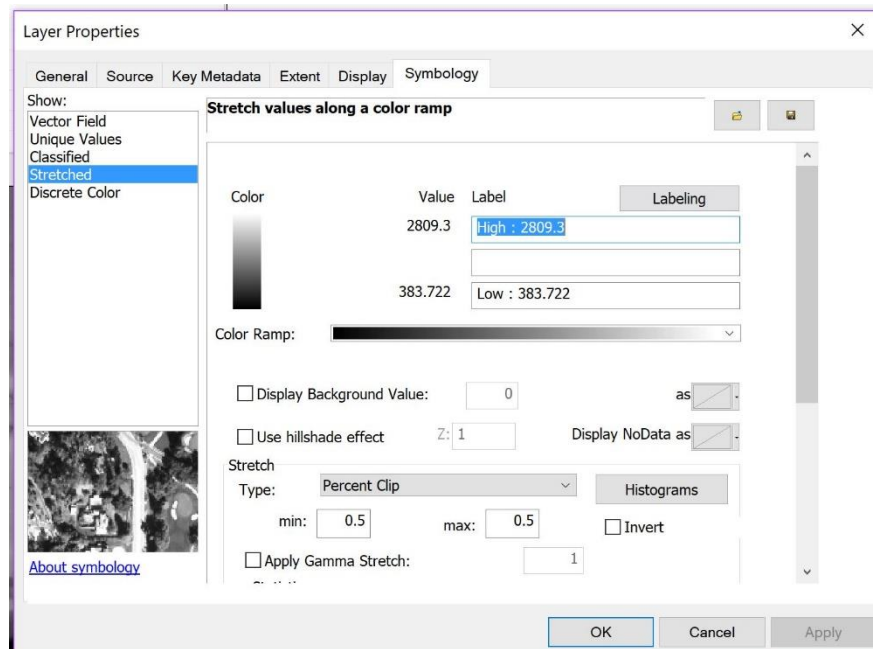 Layer Properties
General Source Key Metadata Extent Display Symbology
Show:
Vector Field
Unique Values
Classified
Stretched
Discrete Color
About symbology
Stretch values along a color ramp
Color Value Label Labeling
2809.3 High : 2809.3
383.722 Low : 383.722
Color Ramp:
Display Background Value: 0 as
Use hillshade effect Z: 1 Display NoData as
Stretch
Type: Percent Clip Histograms
min: 0.5 max: 0.5 Invert
Apply Gamma Stretch: 1
OK Cancel Apply